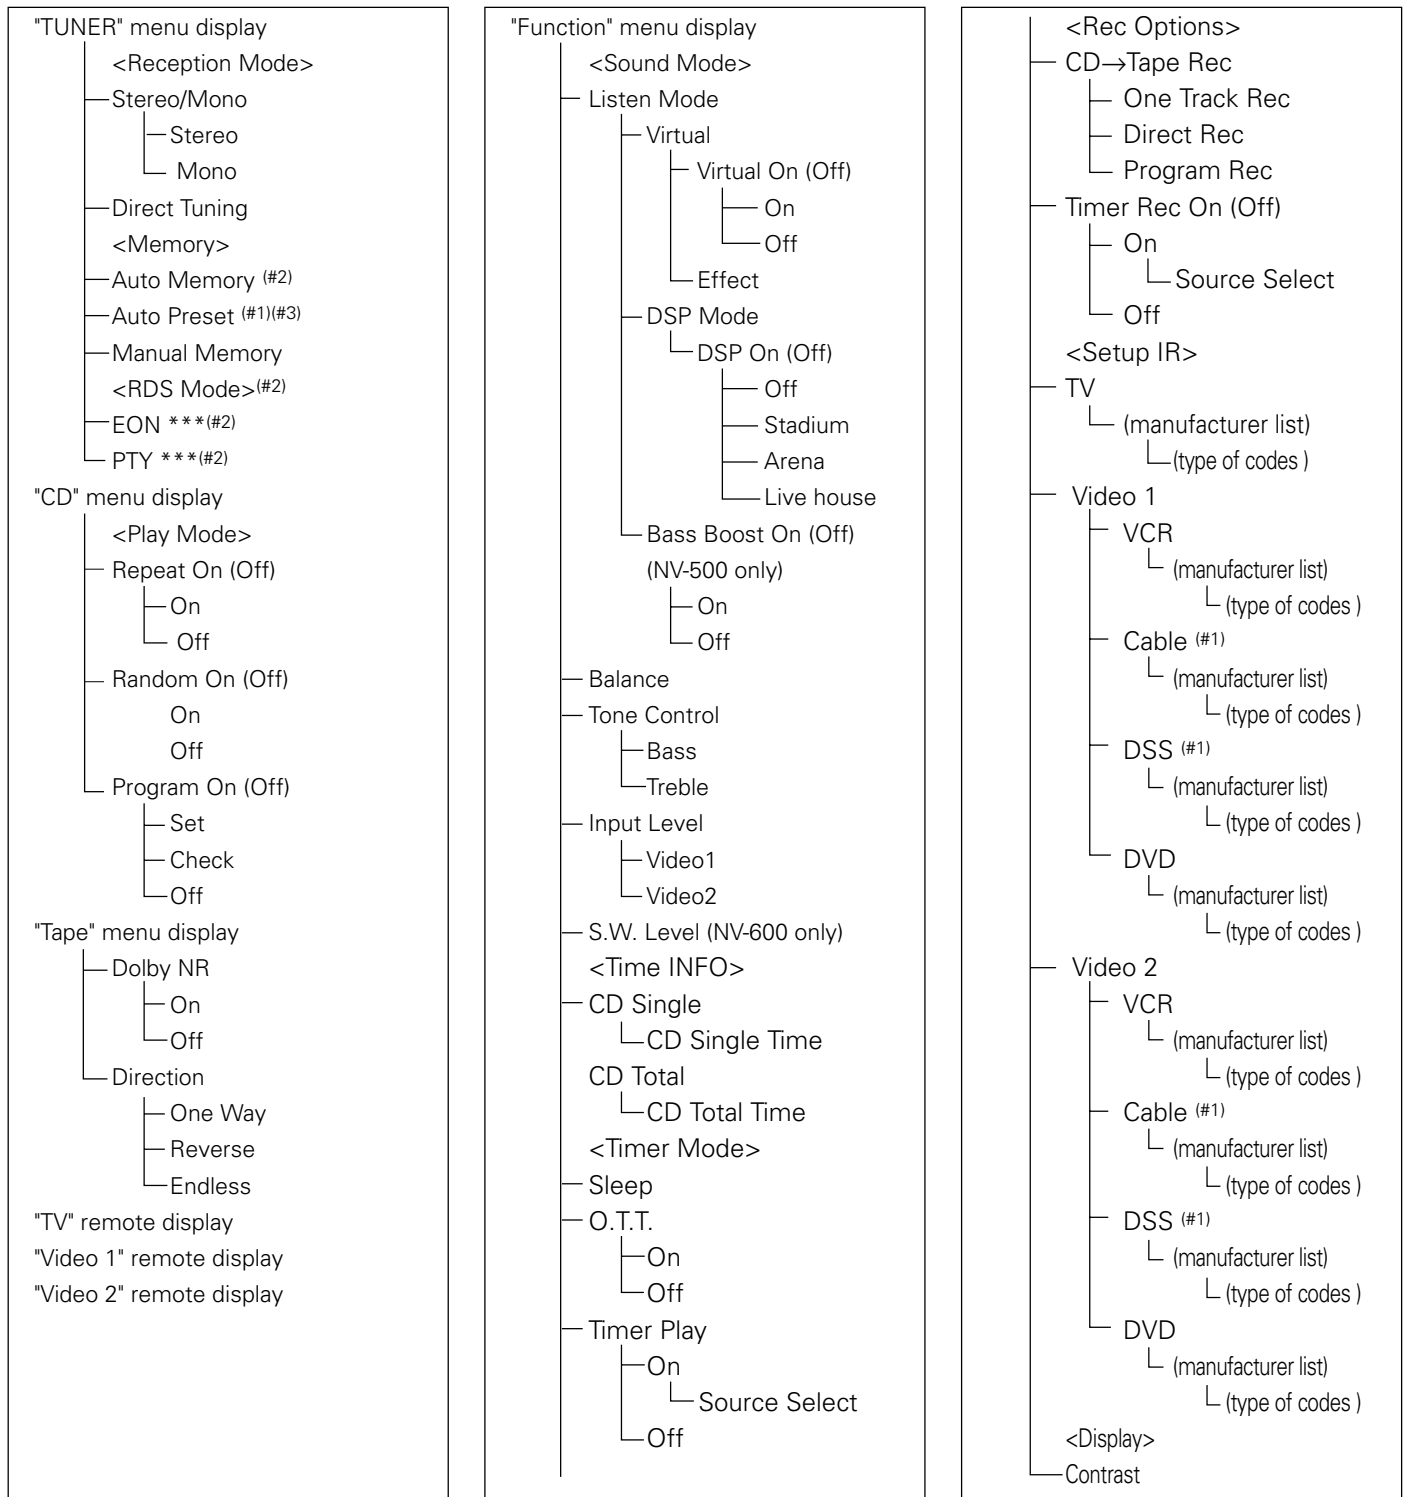 "TUNER" menu display
<Reception Mode>
Stereo/Mono
Stereo
Mono
Direct Tuning
<Memory>
Auto Memory (#2)
Auto Preset (#1)(#3)
Manual Memory
<RDS Mode>(#2)
EON ***(#2)
PTY ***(#2)
"CD" menu display
<Play Mode>
Repeat On (Off)
On
Off
Random On (Off)
On
Off
Program On (Off)
Set
Check
Off
"Tape" menu display
Dolby NR
On
Off
Direction
One Way
Reverse
Endless
"TV" remote display
"Video 1" remote display
"Video 2" remote display
"Function" menu display
<Sound Mode>
Listen Mode
Virtual
Virtual On (Off)
On
Off
Effect
DSP Mode
DSP On (Off)
Off
Stadium
Arena
Live house
Bass Boost On (Off)
(NV-500 only)
On
Off
Balance
Tone Control
Bass
Treble
Input Level
Video1
Video2
S.W. Level (NV-600 only)
<Time INFO>
CD Single
CD Single Time
CD Total
CD Total Time
<Timer Mode>
Sleep
O.T.T.
On
Off
Timer Play
On
Source Select
Off
<Rec Options>
CD→Tape Rec
One Track Rec
Direct Rec
Program Rec
Timer Rec On (Off)
On
Source Select
Off
<Setup IR>
TV
(manufacturer list)
(type of codes )
Video 1
VCR
(manufacturer list)
(type of codes )
Cable (#1)
(manufacturer list)
(type of codes )
DSS (#1)
(manufacturer list)
(type of codes )
DVD
(manufacturer list)
(type of codes )
Video 2
VCR
(manufacturer list)
(type of codes )
Cable (#1)
(manufacturer list)
(type of codes )
DSS (#1)
(manufacturer list)
(type of codes )
DVD
(manufacturer list)
(type of codes )
<Display>
Contrast